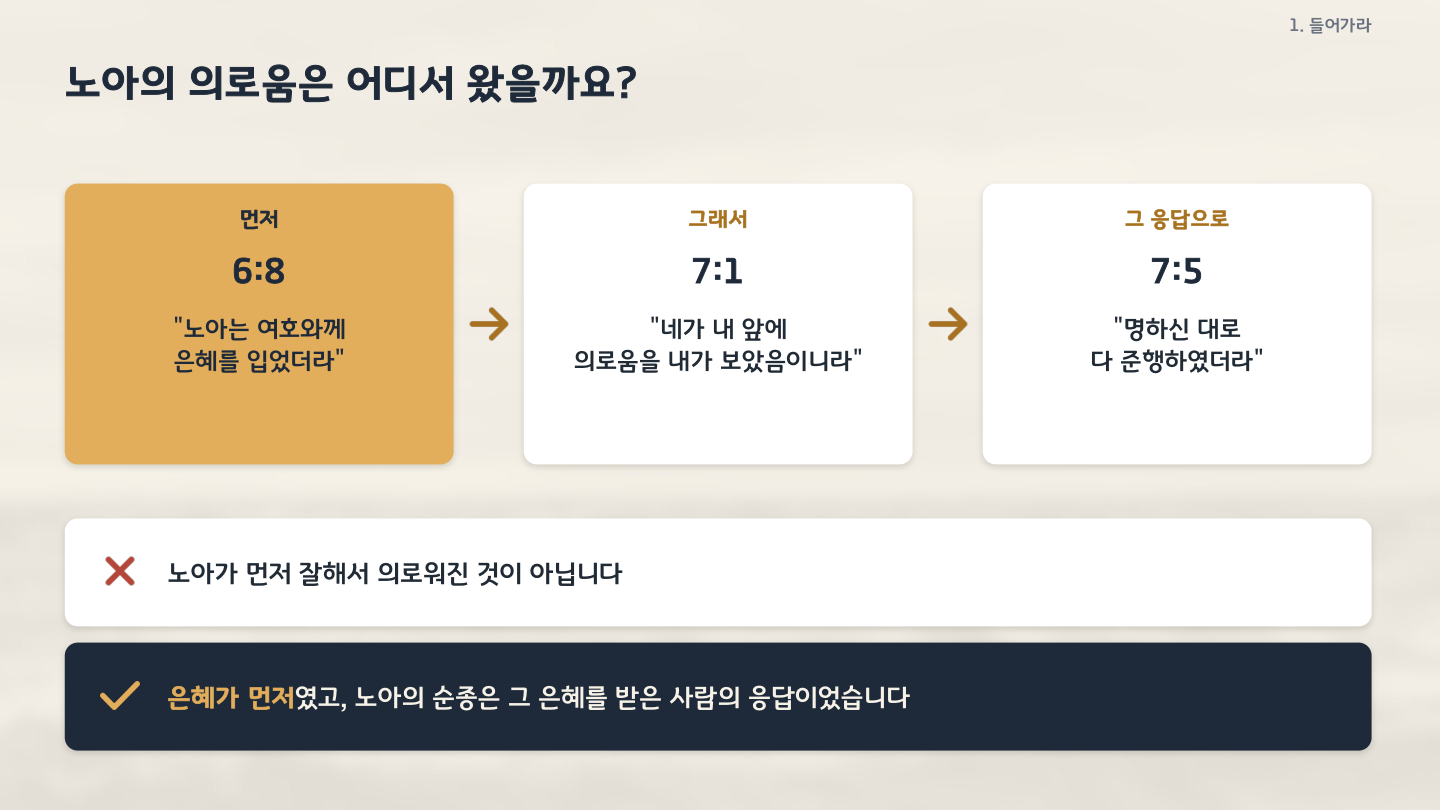 1. 들어가라
노아의 의로움은 어디서 왔을까요?
먼저
6:8
"노아는 여호와께
은혜를 입었더라"
그래서
7:1
"네가 내 앞에
의로움을 내가 보았음이니라"
그 응답으로
7:5
"명하신 대로
다 준행하였더라"
노아가 먼저 잘해서 의로워진 것이 아닙니다
은혜가 먼저였고, 노아의 순종은 그 은혜를 받은 사람의 응답이었습니다